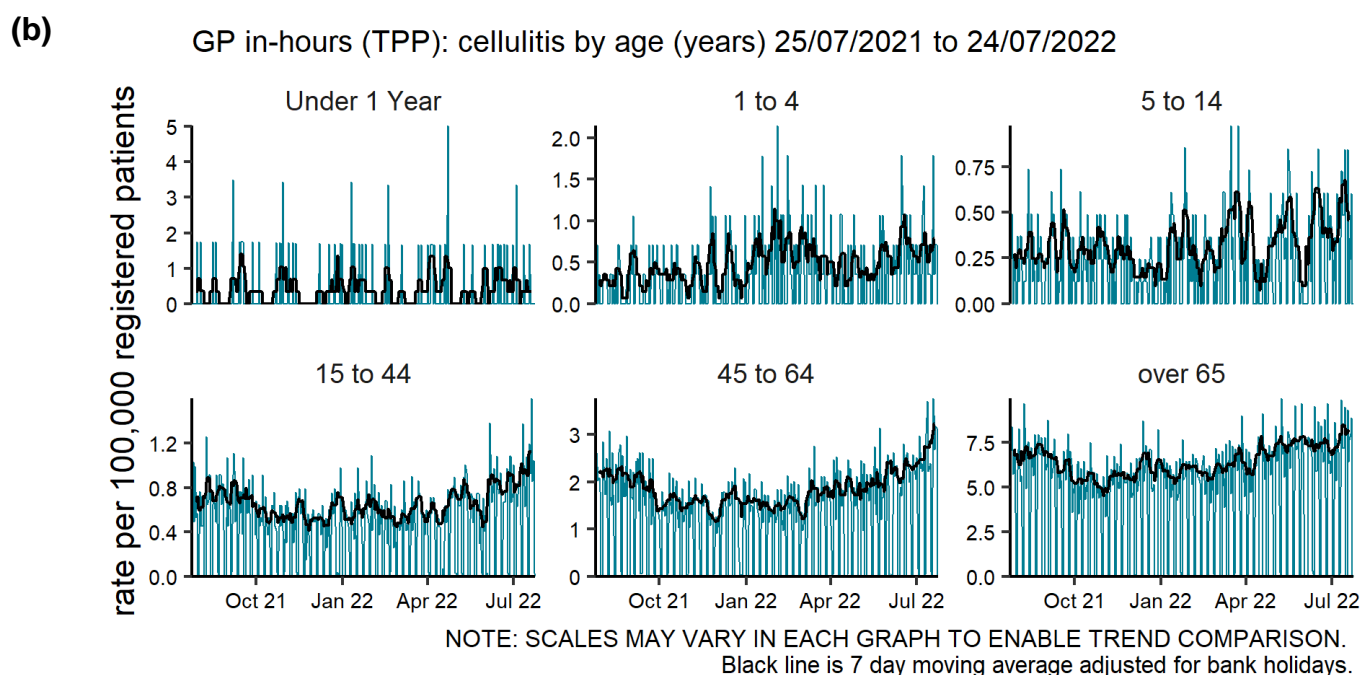 (b)
GP in-hours (TPP): cellulitis by age (years) 25/07/2021 to 24/07/2022
rate per 100,000 registered patients
Under 1 Year
5
4
3
2
1
0
1 to 4
2.0
1.5
1.0
0.5
0.0
5 to 14
0.75
0.50
0.25
0.00
15 to 44
1.2
0.8
0.4
0.0
Oct 21 Jan 22 Apr 22 Jul 22
45 to 64
3
2
1
0
Oct 21 Jan 22 Apr 22 Jul 22
over 65
7.5
5.0
2.5
0.0
Oct 21 Jan 22 Apr 22 Jul 22
NOTE: SCALES MAY VARY IN EACH GRAPH TO ENABLE TREND COMPARISON.
Black line is 7 day moving average adjusted for bank holidays.